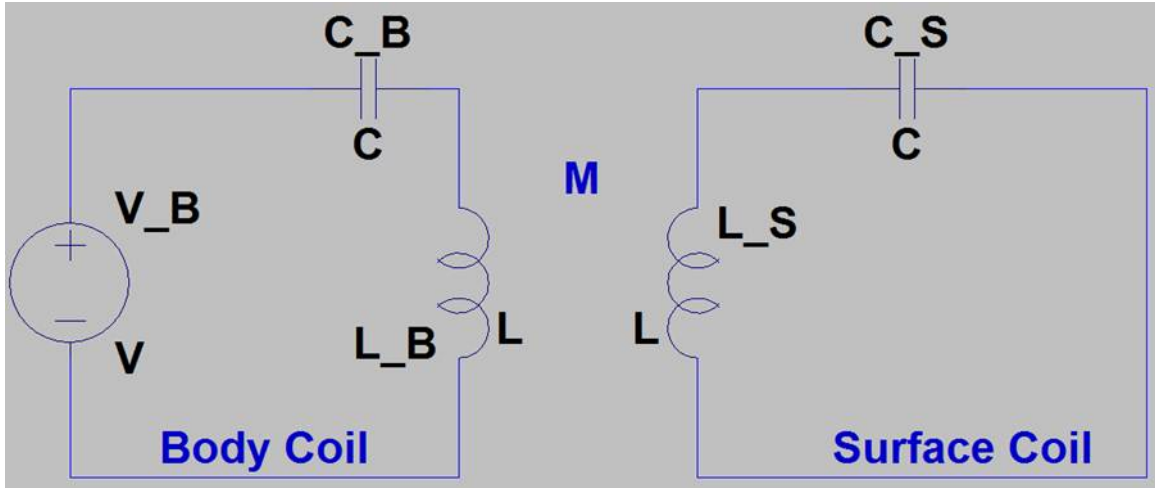 C_B
C_S
C
C
M
V_B
L_S
L_B
L
L
V
Body Coil
Surface Coil